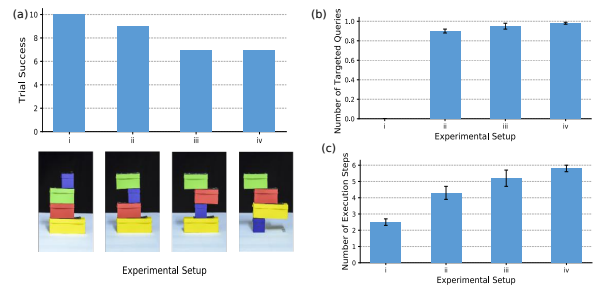 (a)
Trial Success
10
8
6
4
2
0
i ii iii iv
Experimental Setup
(b)
Number of Targeted Queries
1.0
0.8
0.6
0.4
0.2
0.0
i ii iii iv
Experimental Setup
(c)
Number of Execution Steps
6
5
4
3
2
1
0
i ii iii iv
Experimental Setup